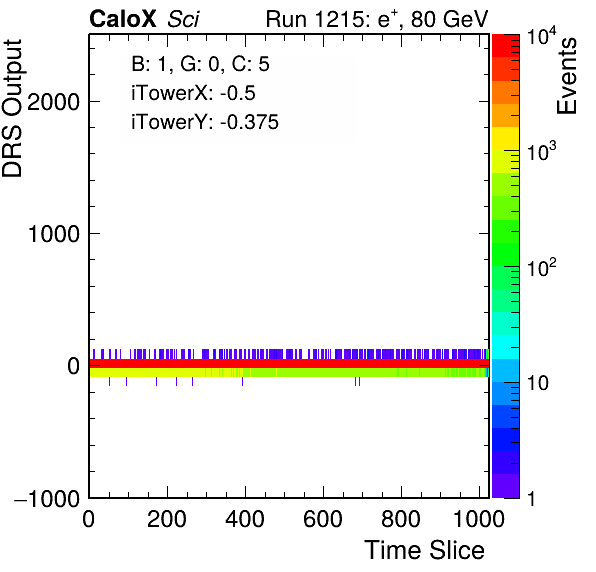 CaloX Sci Run 1215: e⁺, 80 GeV
B: 1, G: 0, C: 5
iTowerX: -0.5
iTowerY: -0.375
DRS Output
2000
1000
0
−1000
0 200 400 600 800 1000
Time Slice
Events
10⁴
10³
10²
10
1